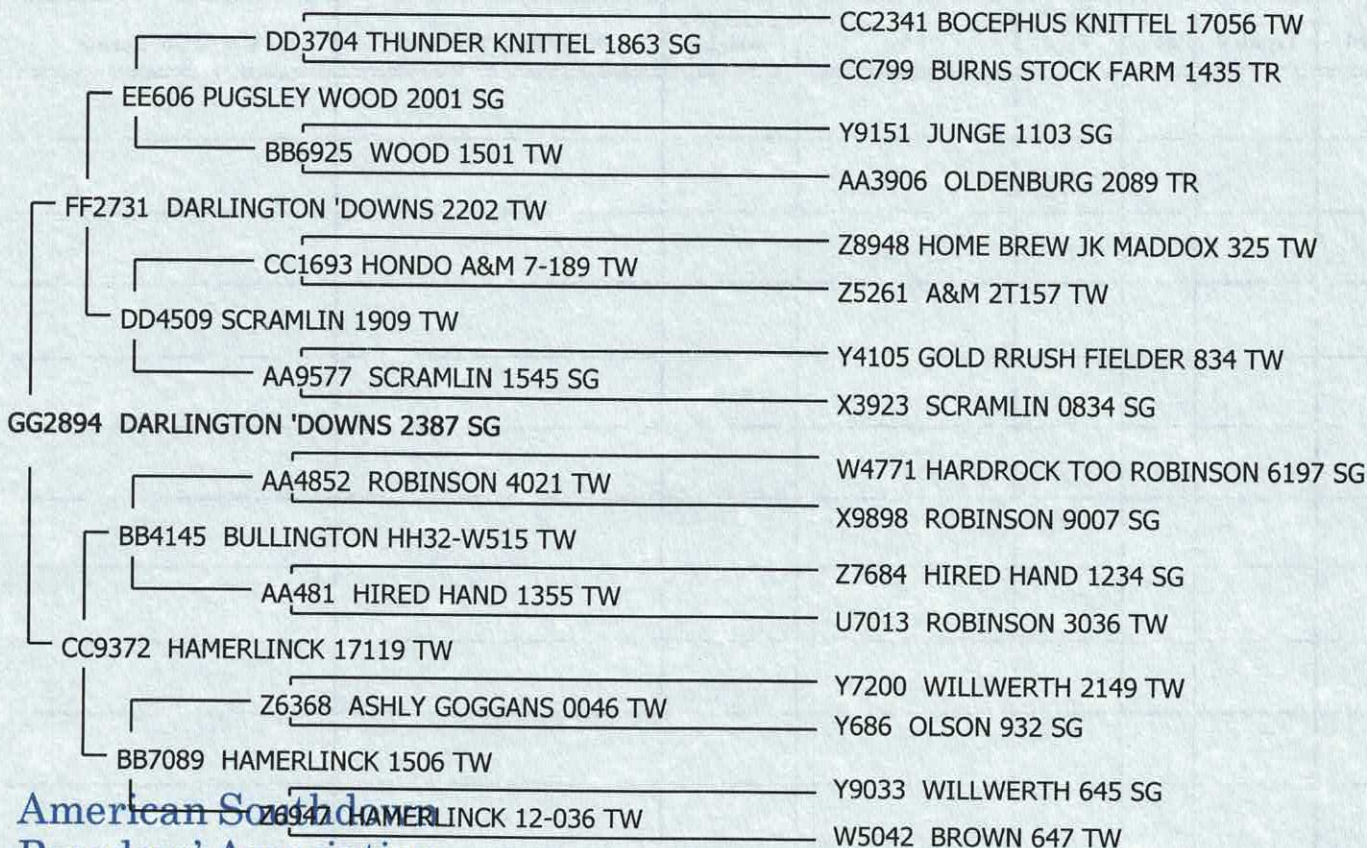 CC2341 BOCEPHUS KNITTEL 17056 TW
DD3704 THUNDER KNITTEL 1863 SG
CC799 BURNS STOCK FARM 1435 TR
EE606 PUGSLEY WOOD 2001 SG
Y9151 JUNGE 1103 SG
BB6925 WOOD 1501 TW
AA3906 OLDENBURG 2089 TR
FF2731 DARLINGTON 'DOWNS 2202 TW
Z8948 HOME BREW JK MADDOX 325 TW
CC1693 HONDO A&M 7-189 TW
Z5261 A&M 2T157 TW
DD4509 SCRAMLIN 1909 TW
Y4105 GOLD RRUSH FIELDER 834 TW
AA9577 SCRAMLIN 1545 SG
X3923 SCRAMLIN 0834 SG
GG2894 DARLINGTON 'DOWNS 2387 SG
W4771 HARDROCK TOO ROBINSON 6197 SG
AA4852 ROBINSON 4021 TW
X9898 ROBINSON 9007 SG
BB4145 BULLINGTON HH32-W515 TW
Z7684 HIRED HAND 1234 SG
AA481 HIRED HAND 1355 TW
U7013 ROBINSON 3036 TW
CC9372 HAMERLINCK 17119 TW
Y7200 WILLWERTH 2149 TW
Z6368 ASHLY GOGGANS 0046 TW
Y686 OLSON 932 SG
BB7089 HAMERLINCK 1506 TW
Y9033 WILLWERTH 645 SG
American Southdown
Z6947 HAMERLINCK 12-036 TW
W5042 BROWN 647 TW
Breeders' Association